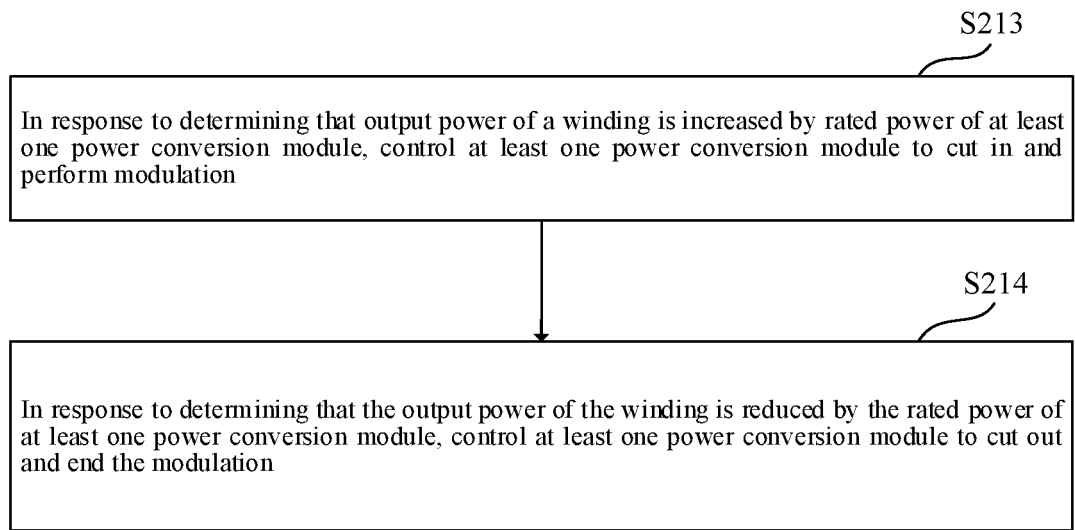 S213
In response to determining that output power of a winding is increased by rated power of at least
one power conversion module, control at least one power conversion module to cut in and
perform modulation
S214
In response to determining that the output power of the winding is reduced by the rated power of
at least one power conversion module, control at least one power conversion module to cut out
and end the modulation